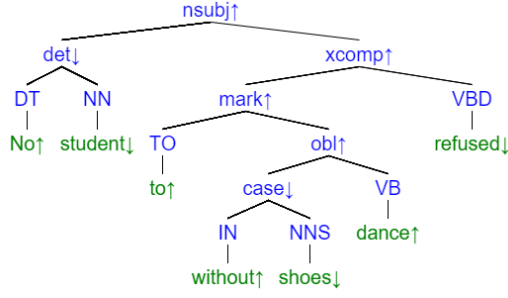 nsubj↑
det↓ xcomp↑
DT NN mark↑ VBD
No↑ student↓ TO obl↑ refused↓
to↑ case↓ VB
IN NNS dance↑
without↑ shoes↓